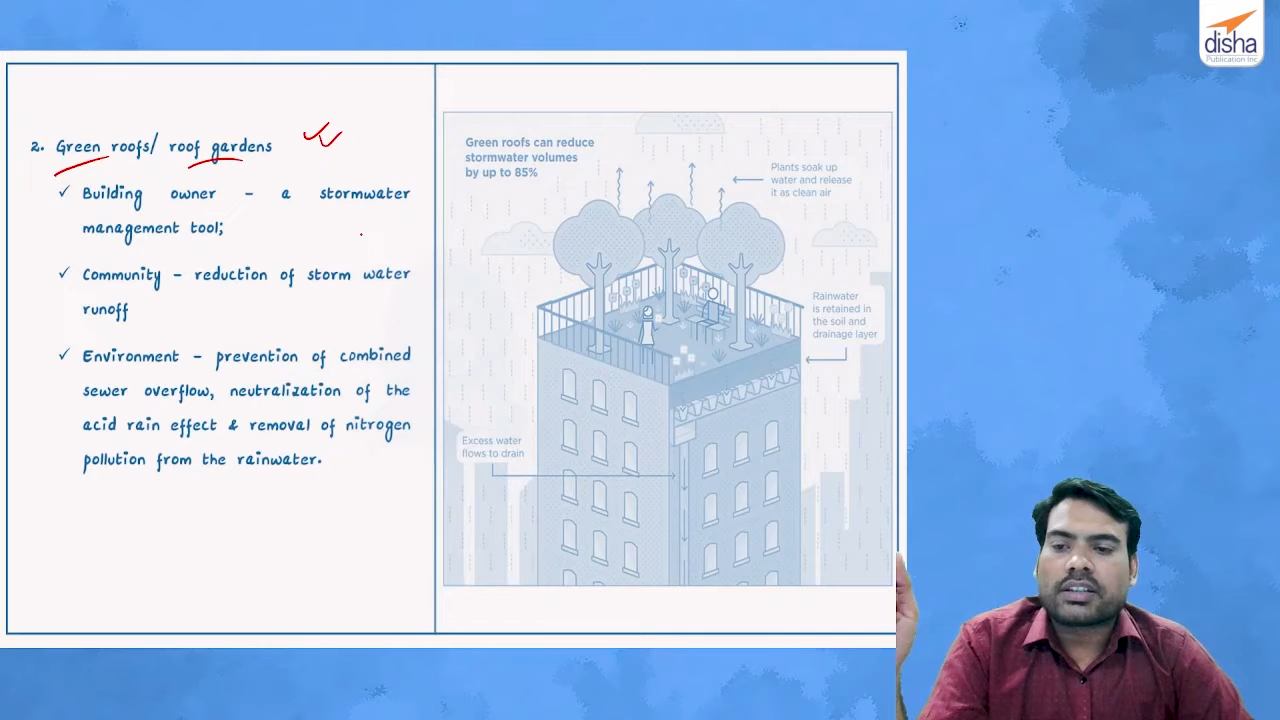 disha
Publication Inc
2. Green roofs/ roof gardens
✓ Building owner – a stormwater
management tool;
✓ Community – reduction of storm water
runoff
✓ Environment – prevention of combined
sewer overflow, neutralization of the
acid rain effect & removal of nitrogen
pollution from the rainwater.
Green roofs can reduce
stormwater volumes
by up to 85%
Plants soak up
water and release
it as clean air
Rainwater
is retained in
the soil and
drainage layer
Excess water
flows to drain